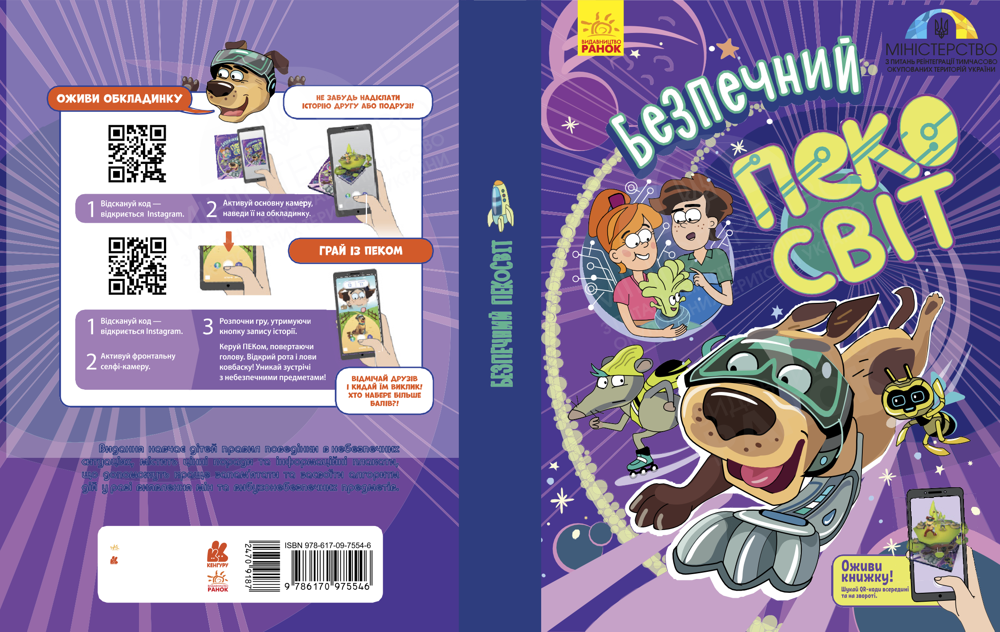 ОЖИВИ ОБКЛАДИНКУ
НЕ ЗАБУДЬ НАДІСЛАТИ
ІСТОРІЮ ДРУГУ АБО ПОДРУЗІ!
1 Відскануй код —
відкриється Instagram.
2 Активуй основну камеру,
наведи її на обкладинку.
ГРАЙ ІЗ ПЕКОМ
1 Відскануй код —
відкриється Instagram.
2 Активуй фронтальну
селфі-камеру.
3 Розпочни гру, утримуючи
кнопку запису історії.
Керуй ПЕКом, повертаючи
голову. Відкрий рота і лови
ковбаску! Уникай зустрічі
з небезпечними предметами!
ВІДМІЧАЙ ДРУЗІВ
І КИДАЙ ЇМ ВИКЛИК!
ХТО НАБЕРЕ БІЛЬШЕ
БАЛІВ?!
Видання навчає дітей правил поведінки в небезпечних
ситуаціях, містить цінні поради та інформаційні плакати,
що допоможуть краще запам'ятати та засвоїти алгоритм
дій у разі виявлення мін та вибухонебезпечних предметів.
КЕНГУРУ
ВИДАВНИЦТВО
РАНОК
2470 9187
ISBN 978-617-09-7554-6
9 786170 975546
БЕЗПЕЧНИЙ ПЕКОСВІТ
ВИДАВНИЦТВО
РАНОК
МІНІСТЕРСТВО
З ПИТАНЬ РЕІНТЕГРАЦІЇ ТИМЧАСОВО
ОКУПОВАНИХ ТЕРИТОРІЙ УКРАЇНИ
Безпечний
ПЕКО
СВІТ
Оживи
книжку!
Шукай QR-коди всередині
та на звороті.